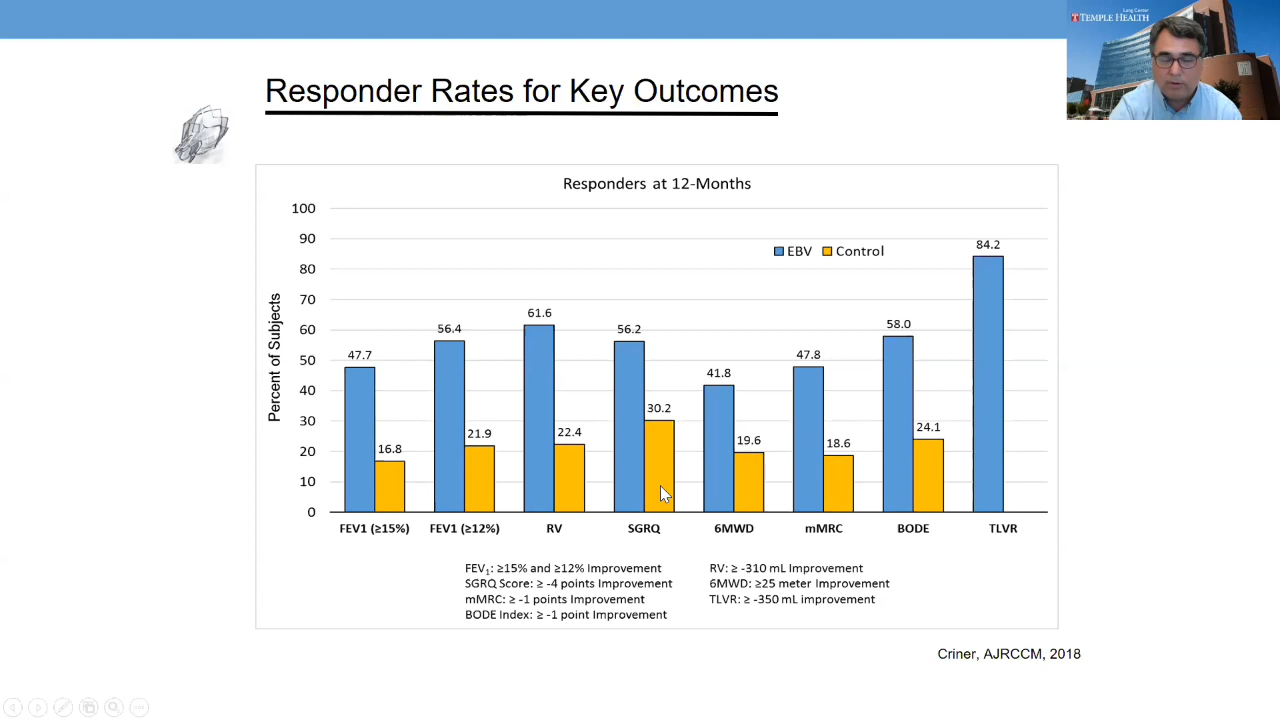 Lung Center
TEMPLE HEALTH
Responder Rates for Key Outcomes
Responders at 12-Months
EBV Control
Percent of Subjects
100
90
80
70
60
50
40
30
20
10
0
47.7 16.8
56.4 21.9
61.6 22.4
56.2 30.2
41.8 19.6
47.8 18.6
58.0 24.1
84.2
FEV1 (≥15%) FEV1 (≥12%) RV SGRQ 6MWD mMRC BODE TLVR
FEV₁: ≥15% and ≥12% Improvement
SGRQ Score: ≥ -4 points Improvement
mMRC: ≥ -1 points Improvement
BODE Index: ≥ -1 point Improvement
RV: ≥ -310 mL Improvement
6MWD: ≥25 meter Improvement
TLVR: ≥ -350 mL improvement
Criner, AJRCCM, 2018